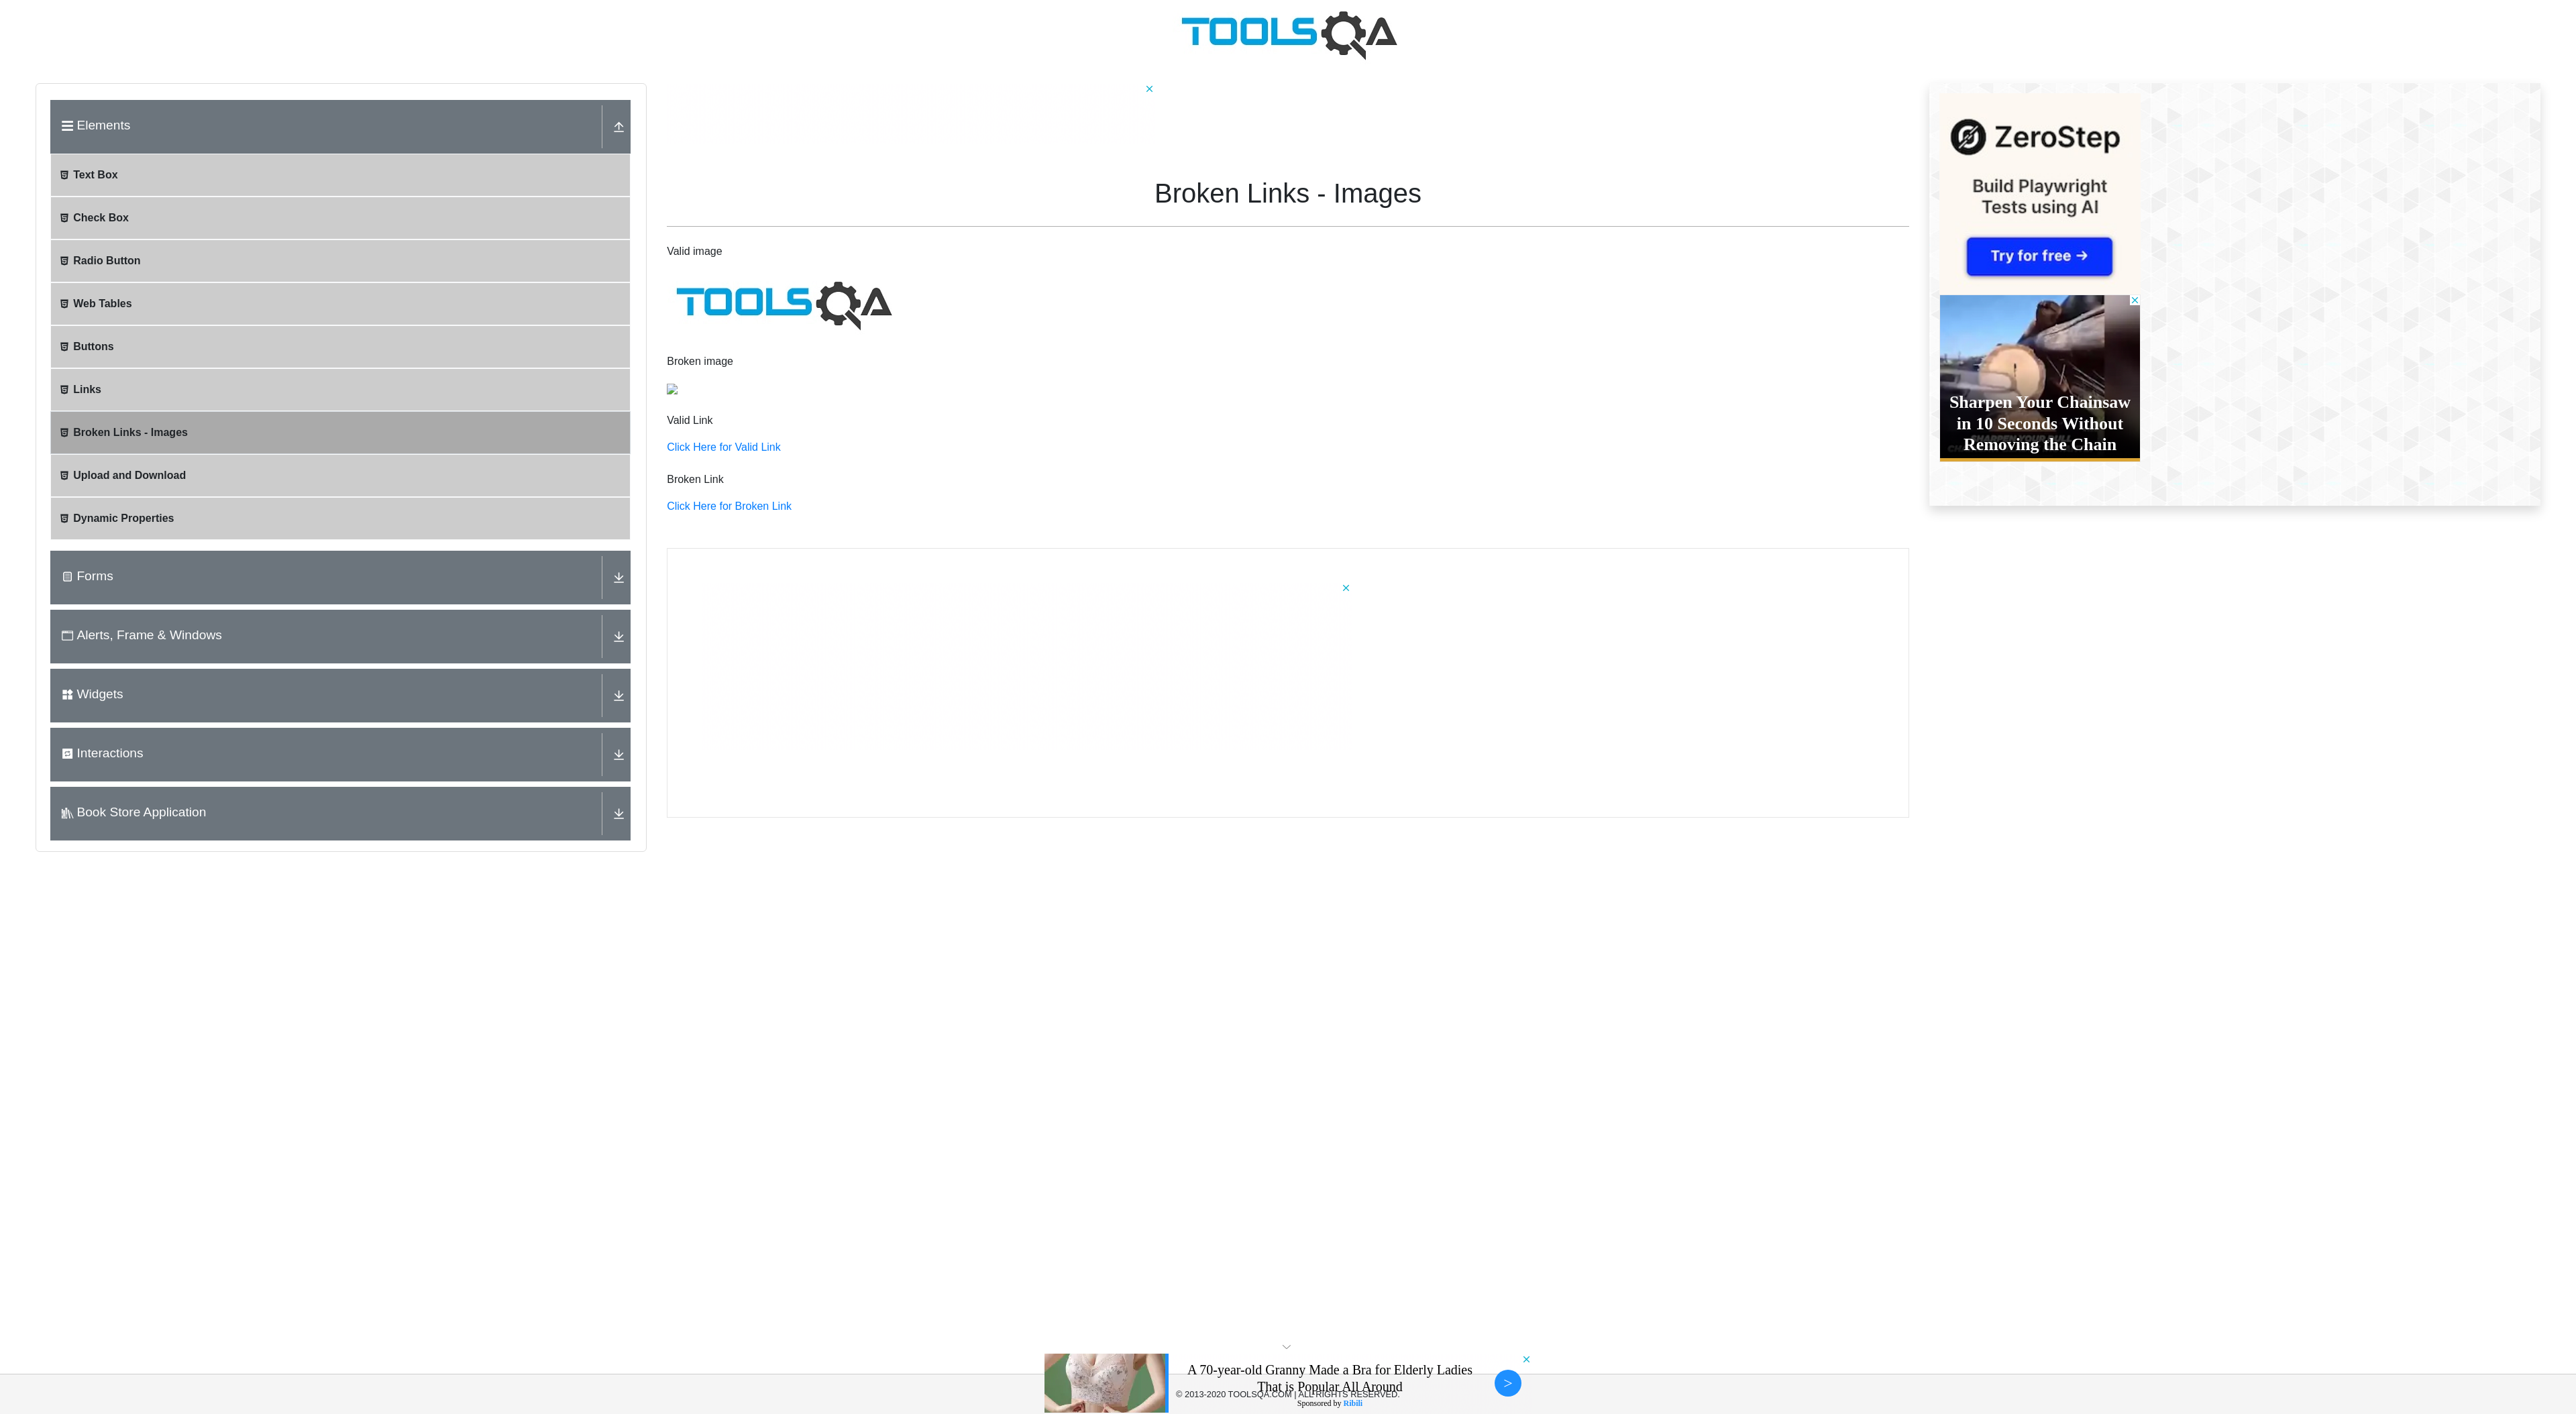 TOOLSQA
Elements
Text Box
Check Box
Radio Button
Web Tables
Buttons
Links
Broken Links - Images
Upload and Download
Dynamic Properties
Forms
Alerts, Frame & Windows
Widgets
Interactions
Book Store Application
Broken Links - Images
Valid image
TOOLSQA
Broken image
Valid Link
Click Here for Valid Link
Broken Link
Click Here for Broken Link
ZeroStep
Build Playwright
Tests using AI
Try for free →
Sharpen Your Chainsaw
in 10 Seconds Without
Removing the Chain
A 70-year-old Granny Made a Bra for Elderly Ladies
That is Popular All Around
© 2013-2020 TOOLSQA.COM | ALL RIGHTS RESERVED.
Sponsored by Ribili